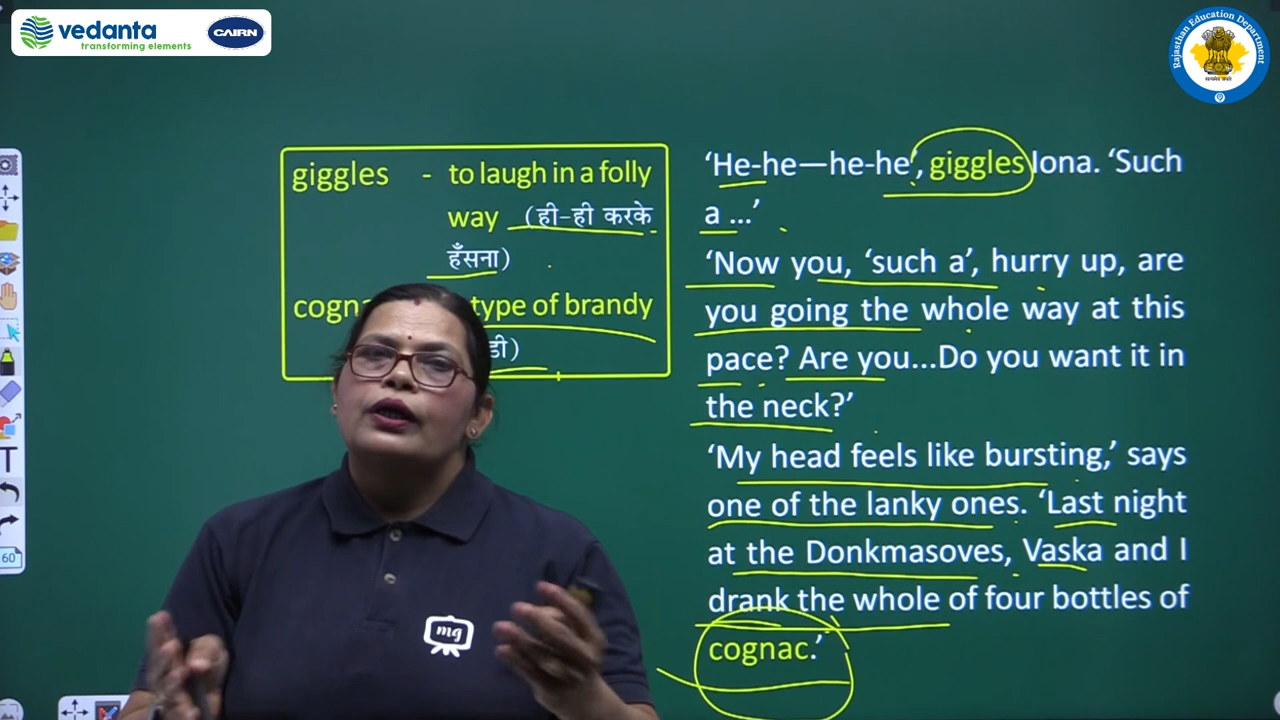 vedanta
transforming elements
CAIRN
Rajasthan Education Department
giggles - to laugh in a folly
way (ही-ही करके
हँसना)
type of brandy
‘He-he—he-he’, giggles Iona. ‘Such
a ...’
‘Now you, ‘such a’, hurry up, are
you going the whole way at this
pace? Are you...Do you want it in
the neck?’
‘My head feels like bursting,’ says
one of the lanky ones. ‘Last night
at the Donkmasoves, Vaska and I
drank the whole of four bottles of
cognac.’
T
60
mg